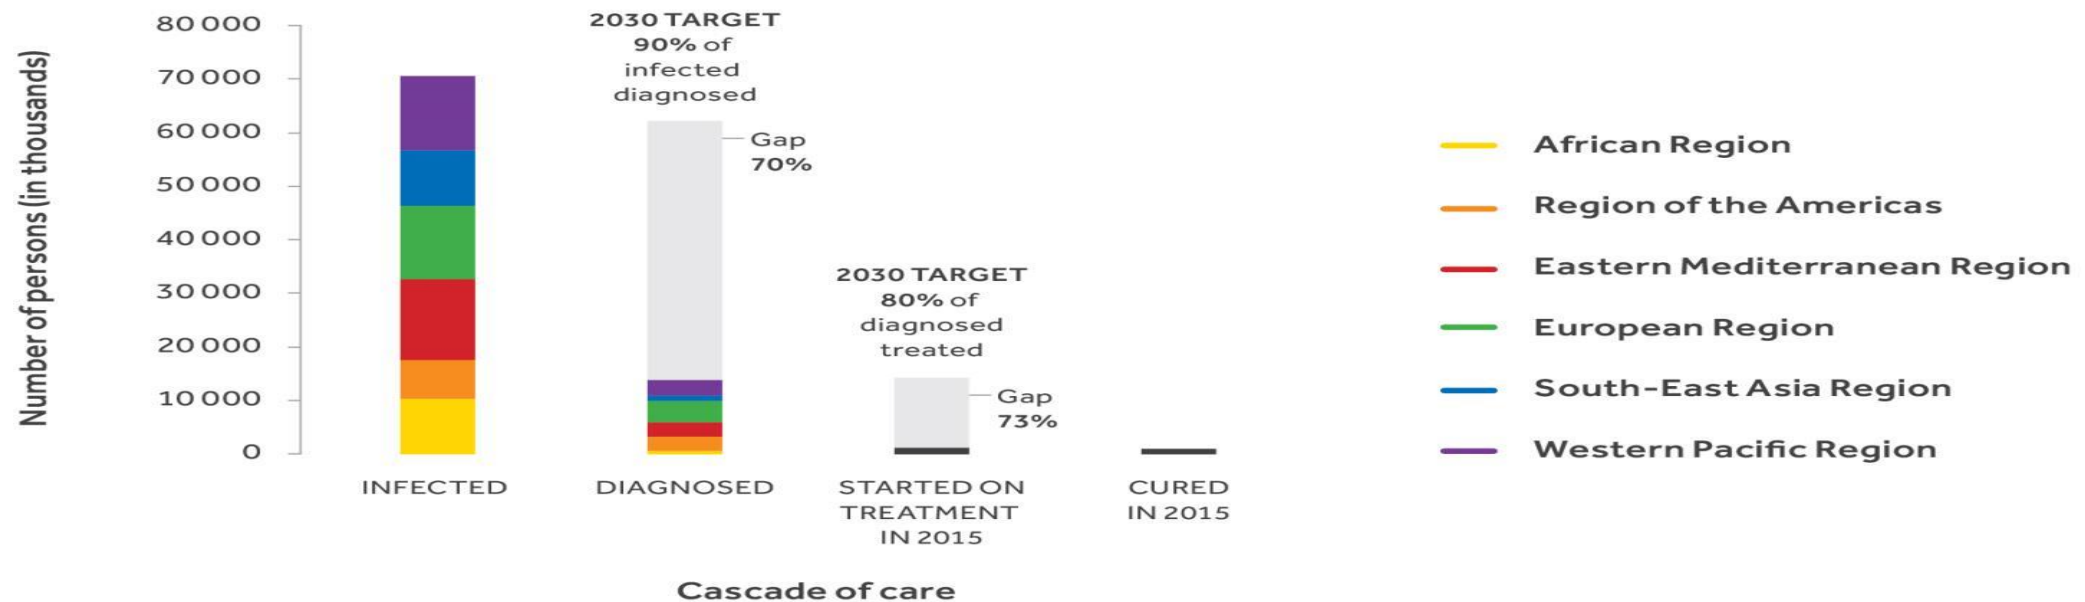 Number of persons (in thousands)
80 000
70 000
60 000
50 000
40 000
30 000
20 000
10 000
0
2030 TARGET
90% of
infected
diagnosed
Gap
70%
2030 TARGET
80% of
diagnosed
treated
Gap
73%
INFECTED
DIAGNOSED
STARTED ON
TREATMENT
IN 2015
CURED
IN 2015
Cascade of care
African Region
Region of the Americas
Eastern Mediterranean Region
European Region
South-East Asia Region
Western Pacific Region